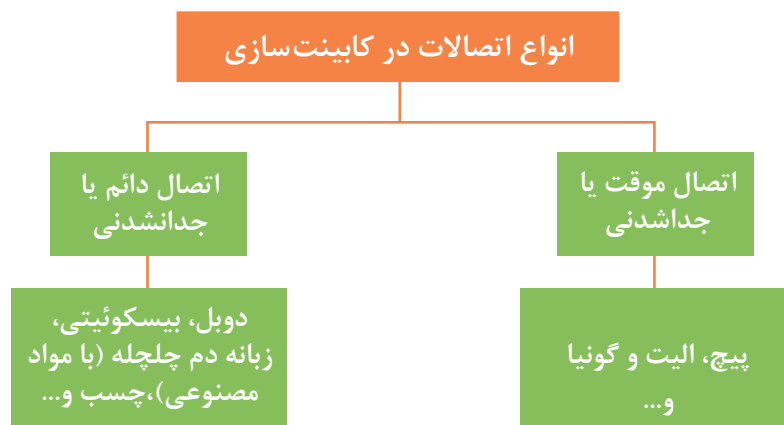 انواع اتصالات در کابینت‌سازی
اتصال موقت یا
جداشدنی
اتصال دائم یا
جدانشدنی
پیچ، الیت و گونیا
و...
دوبل، بیسکوئیتی،
زبانه دم چلچله (با مواد
مصنوعی)،چسب و...